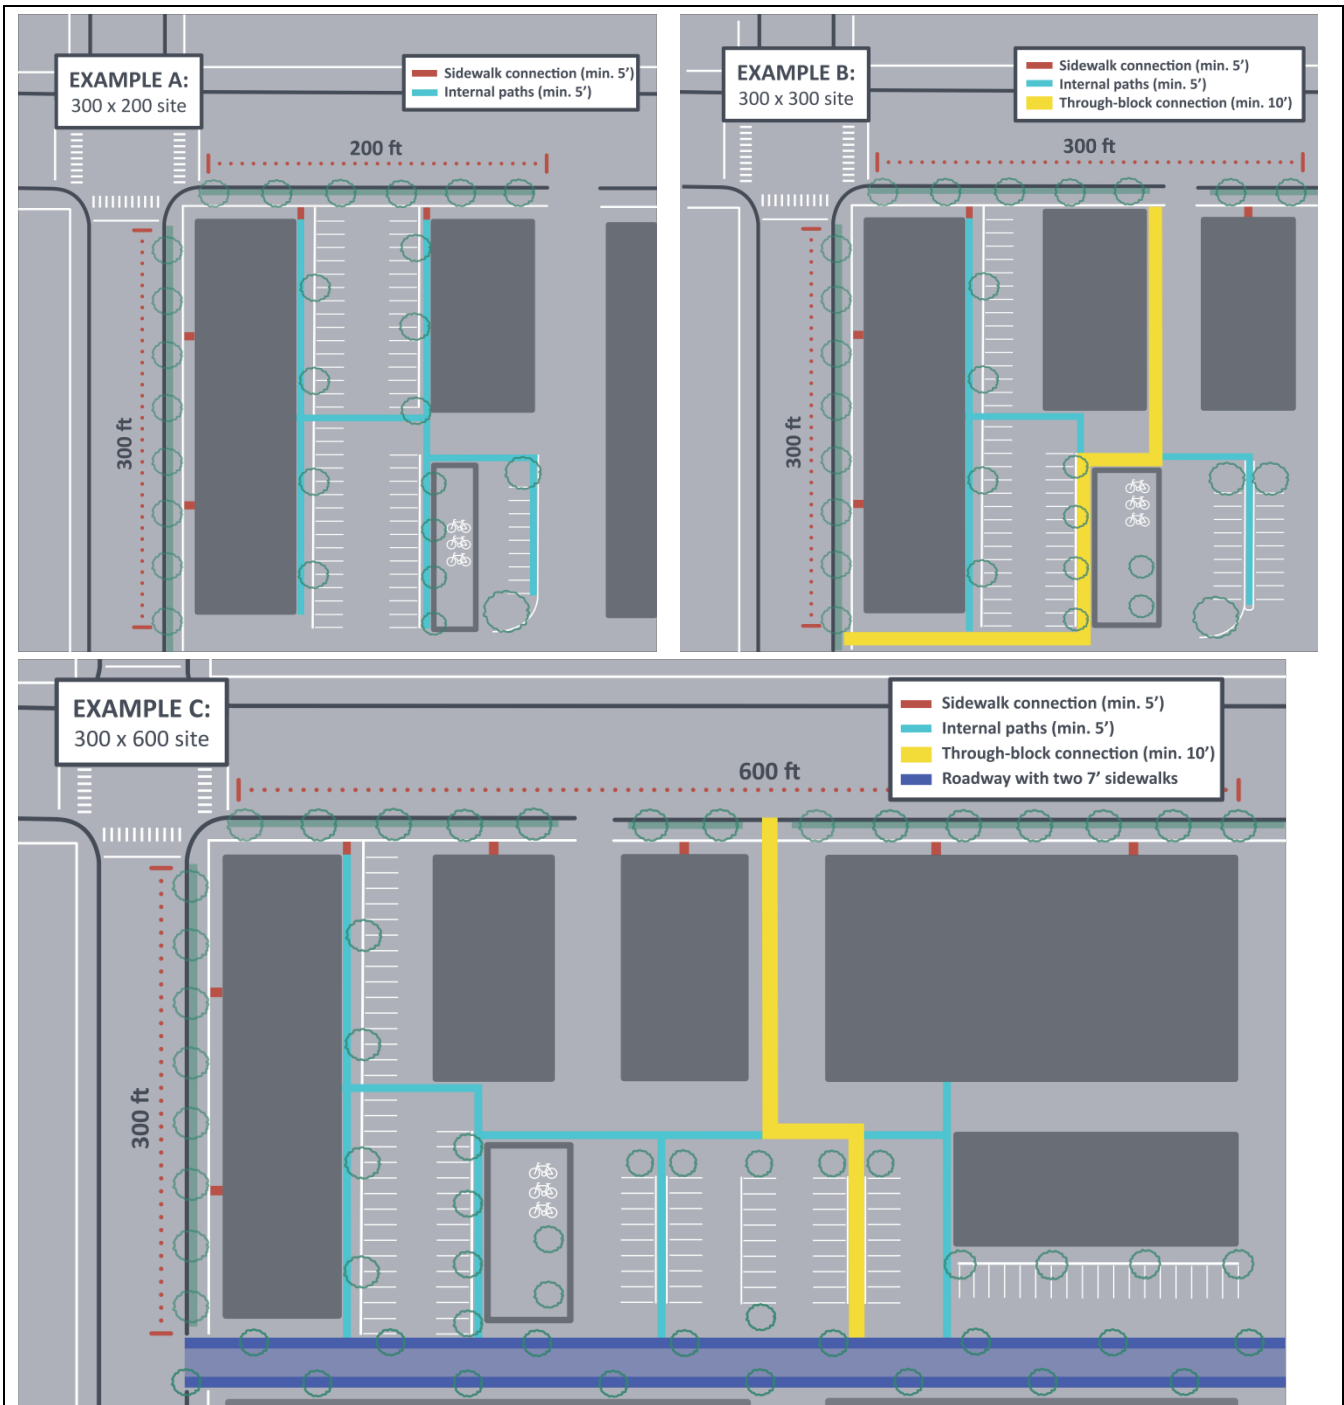 EXAMPLE A:
300 x 200 site
Sidewalk connection (min. 5')
Internal paths (min. 5')
200 ft
300 ft
EXAMPLE B:
300 x 300 site
Sidewalk connection (min. 5')
Internal paths (min. 5')
Through-block connection (min. 10')
300 ft
300 ft
EXAMPLE C:
300 x 600 site
Sidewalk connection (min. 5')
Internal paths (min. 5')
Through-block connection (min. 10')
Roadway with two 7' sidewalks
600 ft
300 ft